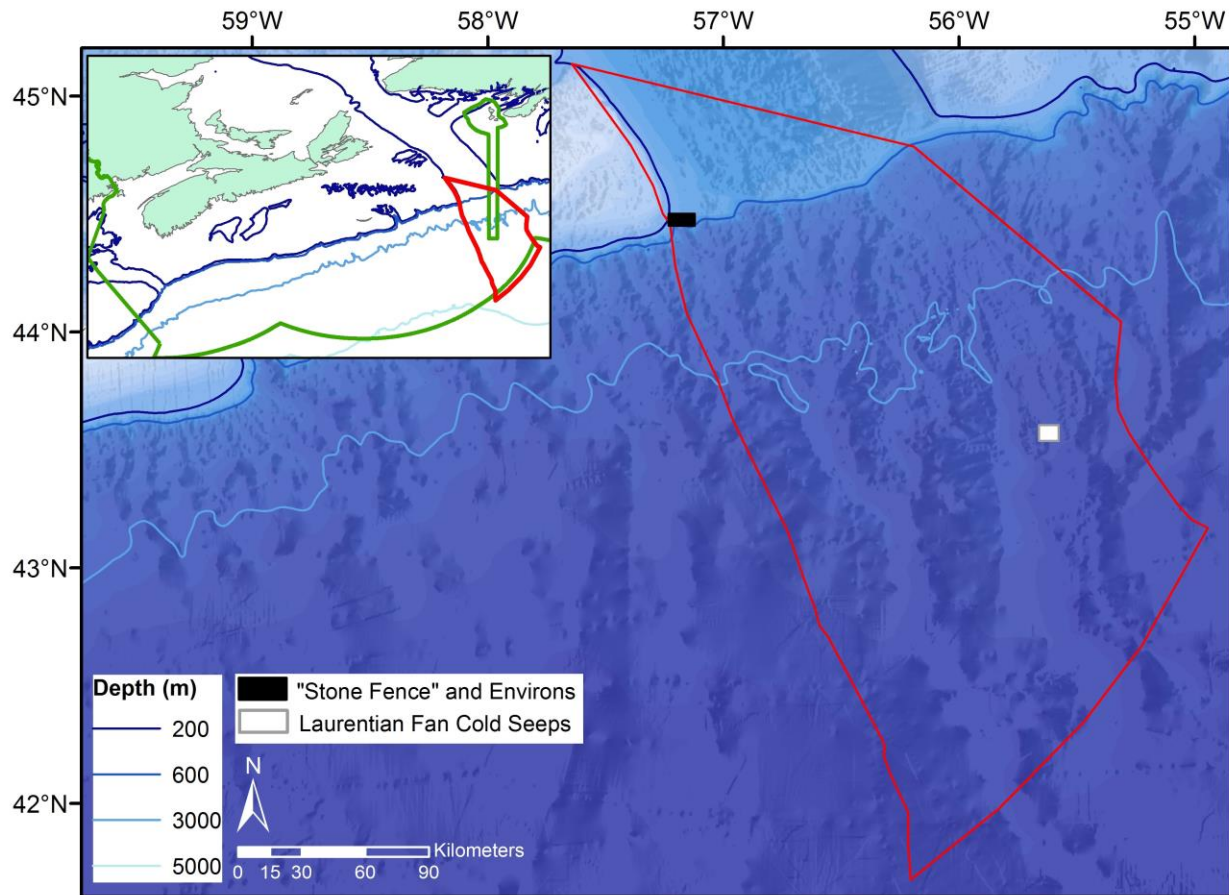 59°W 58°W 57°W 56°W 55°W
45°N
44°N
43°N
42°N
Depth (m)
200
600
3000
5000
"Stone Fence" and Environs
Laurentian Fan Cold Seeps
N
Kilometers
0 15 30 60 90